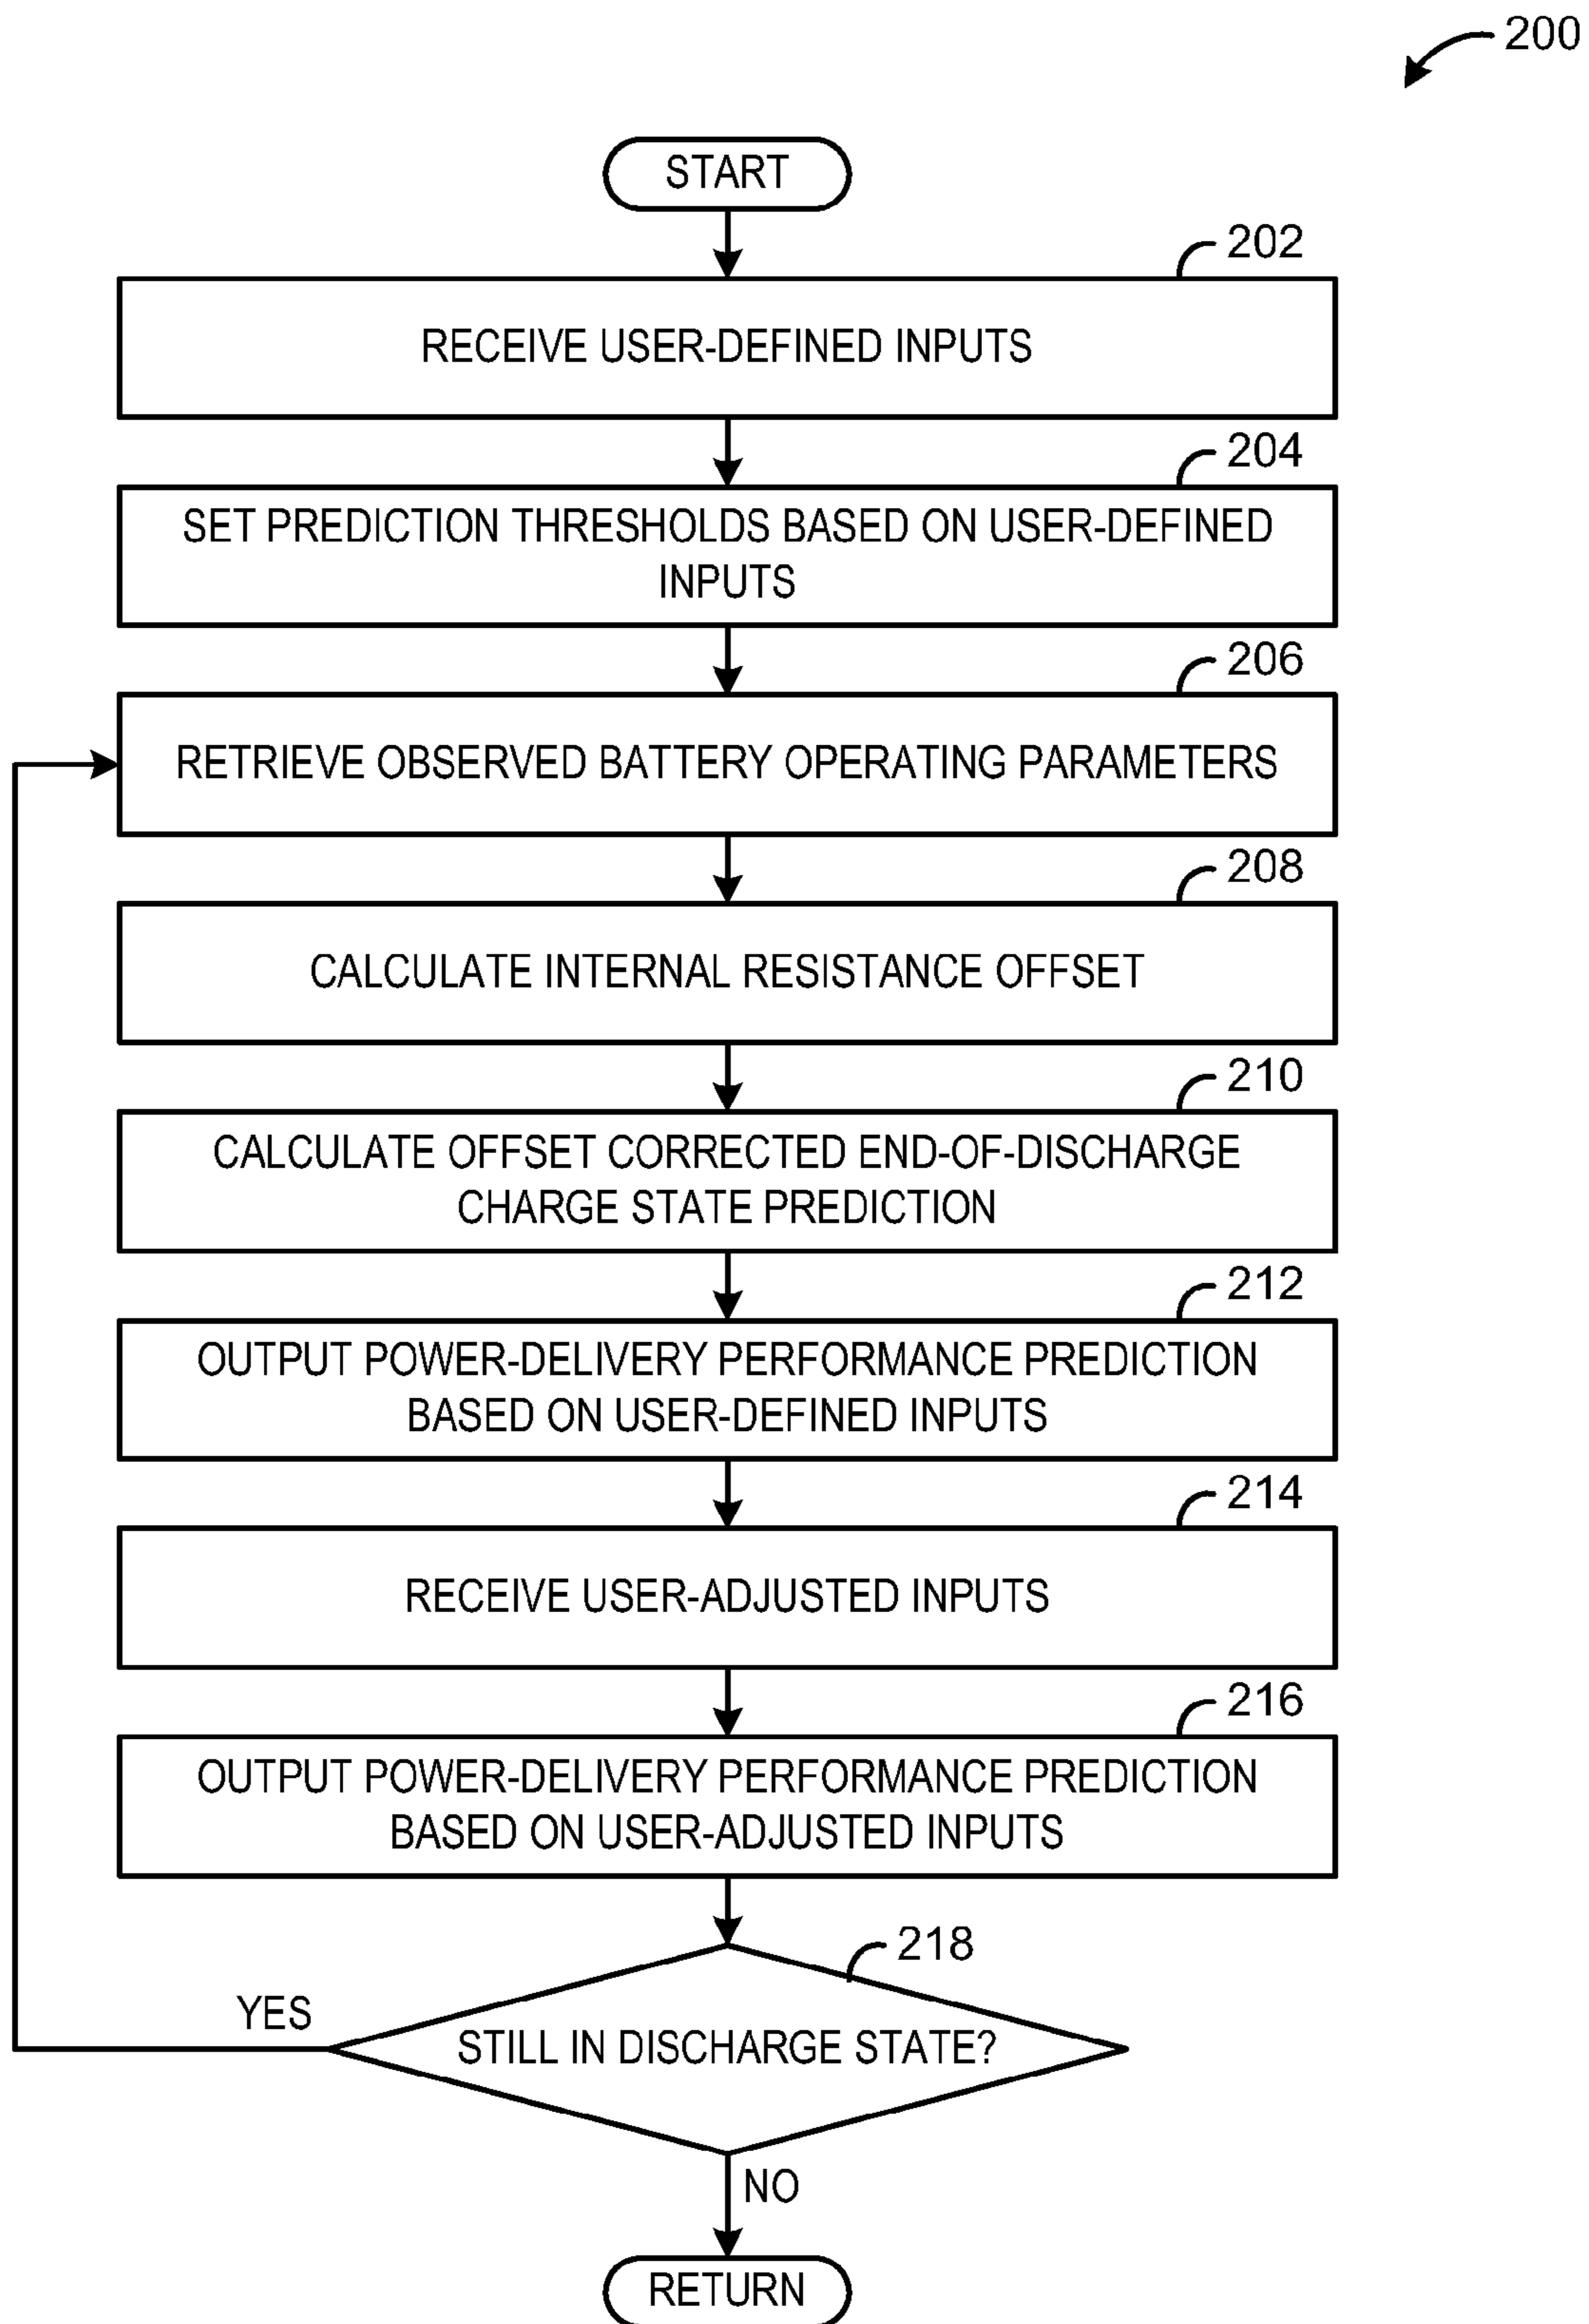 200
START
202
RECEIVE USER-DEFINED INPUTS
204
SET PREDICTION THRESHOLDS BASED ON USER-DEFINED
INPUTS
206
RETRIEVE OBSERVED BATTERY OPERATING PARAMETERS
208
CALCULATE INTERNAL RESISTANCE OFFSET
210
CALCULATE OFFSET CORRECTED END-OF-DISCHARGE
CHARGE STATE PREDICTION
212
OUTPUT POWER-DELIVERY PERFORMANCE PREDICTION
BASED ON USER-DEFINED INPUTS
214
RECEIVE USER-ADJUSTED INPUTS
216
OUTPUT POWER-DELIVERY PERFORMANCE PREDICTION
BASED ON USER-ADJUSTED INPUTS
218
YES
STILL IN DISCHARGE STATE?
NO
RETURN